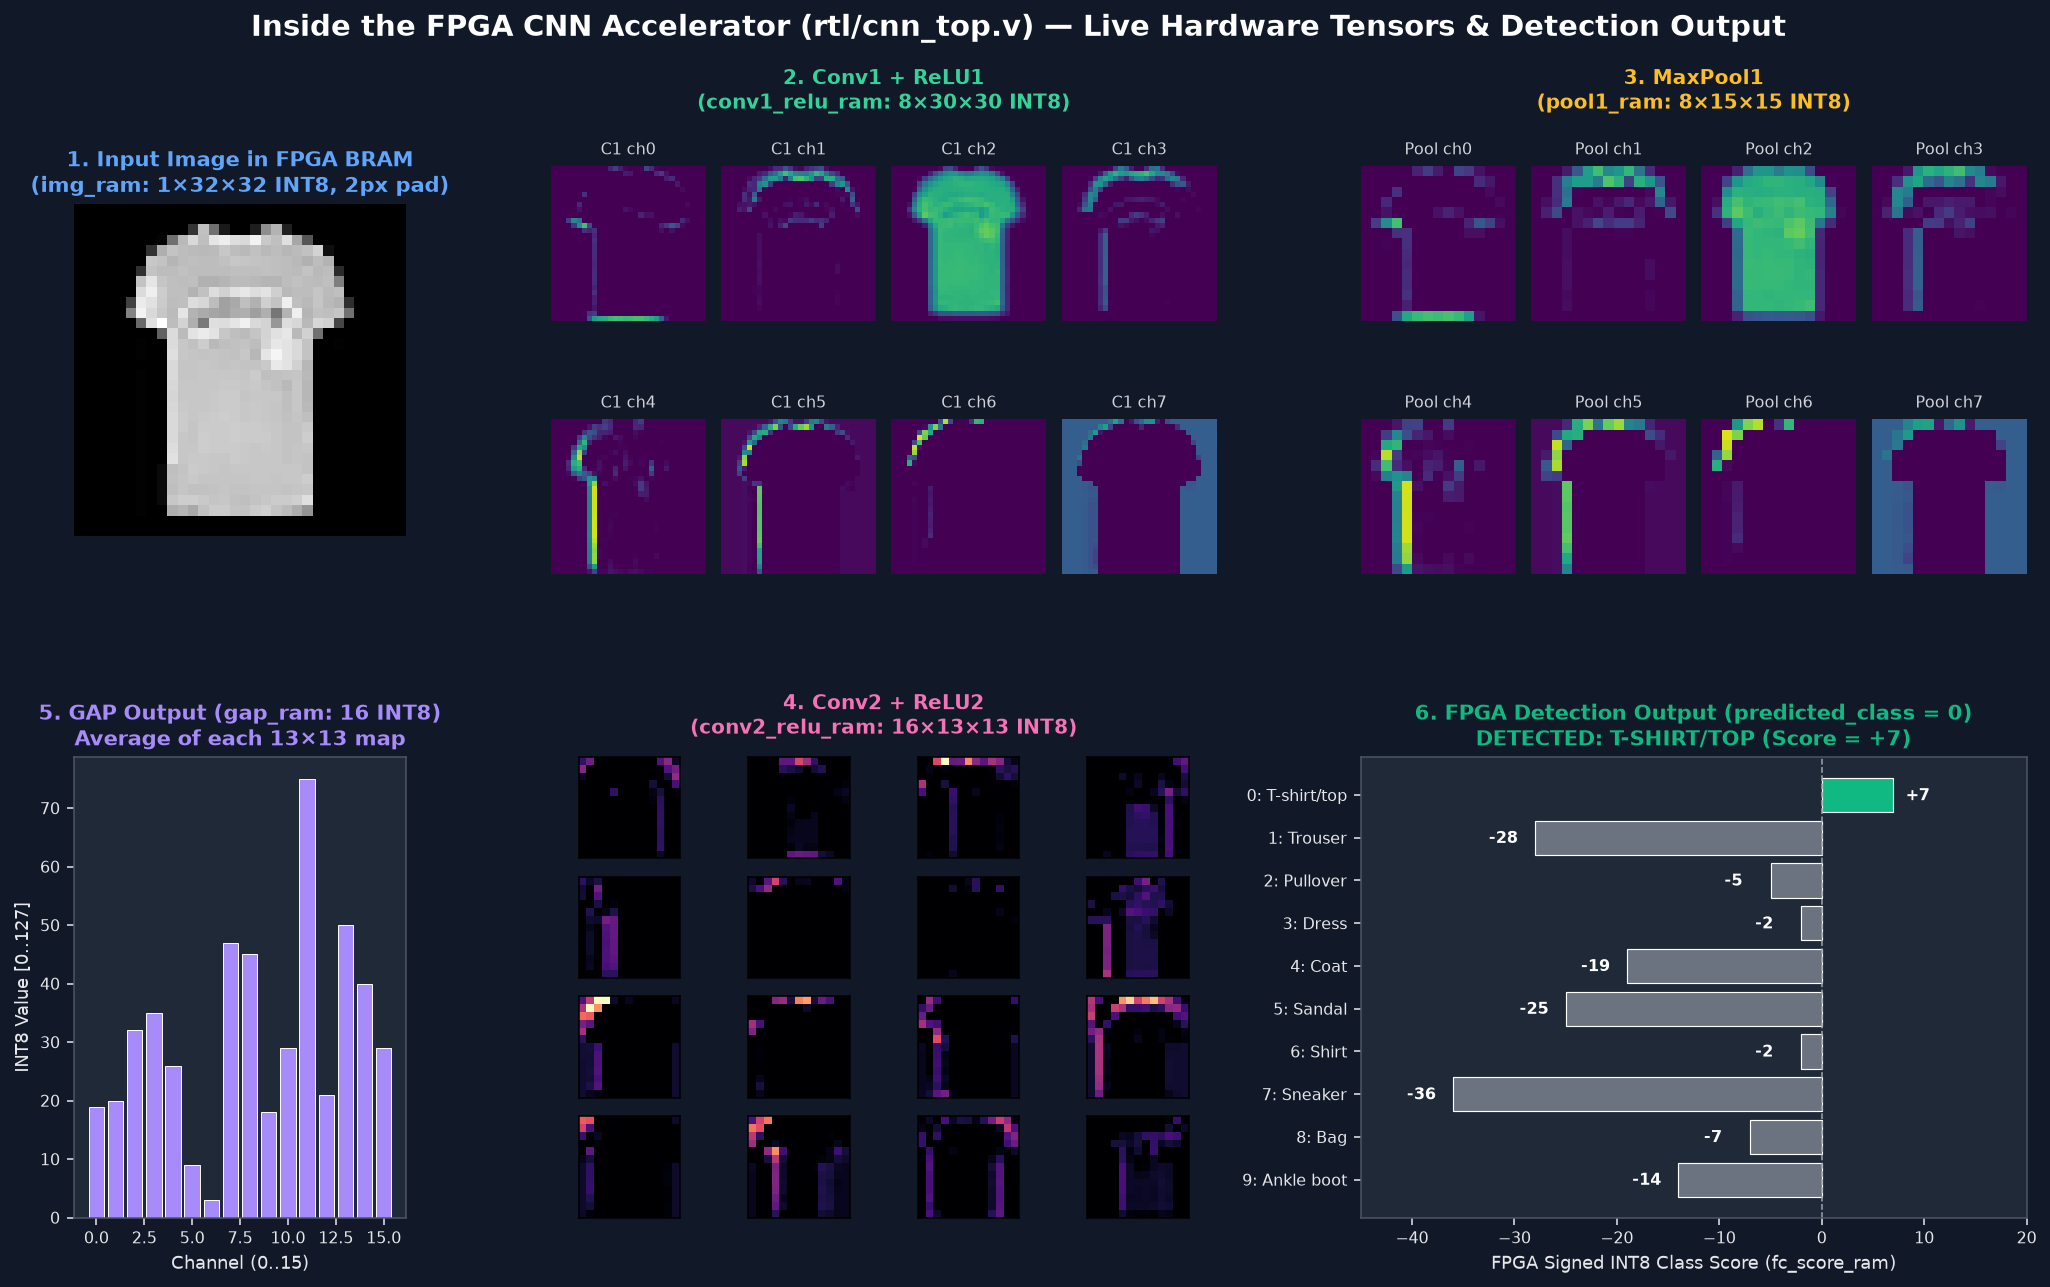 Inside the FPGA CNN Accelerator (rtl/cnn_top.v) — Live Hardware Tensors & Detection Output
1. Input Image in FPGA BRAM
(img_ram: 1×32×32 INT8, 2px pad)
2. Conv1 + ReLU1
(conv1_relu_ram: 8×30×30 INT8)
C1 ch0
C1 ch1
C1 ch2
C1 ch3
C1 ch4
C1 ch5
C1 ch6
C1 ch7
3. MaxPool1
(pool1_ram: 8×15×15 INT8)
Pool ch0
Pool ch1
Pool ch2
Pool ch3
Pool ch4
Pool ch5
Pool ch6
Pool ch7
5. GAP Output (gap_ram: 16 INT8)
Average of each 13×13 map
INT8 Value [0..127]
70
60
50
40
30
20
10
0
0.0
2.5
5.0
7.5
10.0
12.5
15.0
Channel (0..15)
4. Conv2 + ReLU2
(conv2_relu_ram: 16×13×13 INT8)
6. FPGA Detection Output (predicted_class = 0)
DETECTED: T-SHIRT/TOP (Score = +7)
0: T-shirt/top
+7
1: Trouser
-28
2: Pullover
-5
3: Dress
-2
4: Coat
-19
5: Sandal
-25
6: Shirt
-2
7: Sneaker
-36
8: Bag
-7
9: Ankle boot
-14
−40
−30
−20
−10
0
10
20
FPGA Signed INT8 Class Score (fc_score_ram)